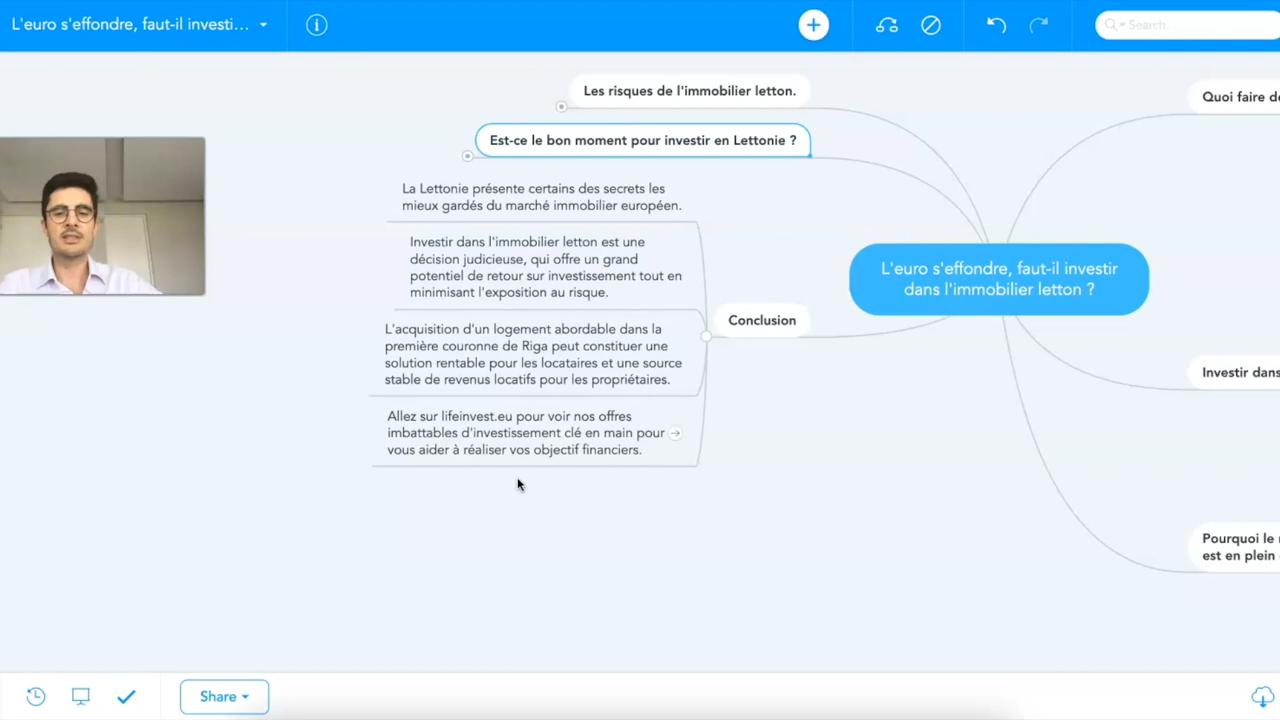 L'euro s'effondre, faut-il investi...
Search
Les risques de l'immobilier letton.
Est-ce le bon moment pour investir en Lettonie ?
La Lettonie présente certains des secrets les
mieux gardés du marché immobilier européen.
Investir dans l'immobilier letton est une
décision judicieuse, qui offre un grand
potentiel de retour sur investissement tout en
minimisant l'exposition au risque.
L'acquisition d'un logement abordable dans la
première couronne de Riga peut constituer une
solution rentable pour les locataires et une source
stable de revenus locatifs pour les propriétaires.
Allez sur lifeinvest.eu pour voir nos offres
imbattables d'investissement clé en main pour
vous aider à réaliser vos objectif financiers.
Conclusion
L'euro s'effondre, faut-il investir
dans l'immobilier letton ?
Quoi faire de
Investir dans
Pourquoi le
est en plein
Share